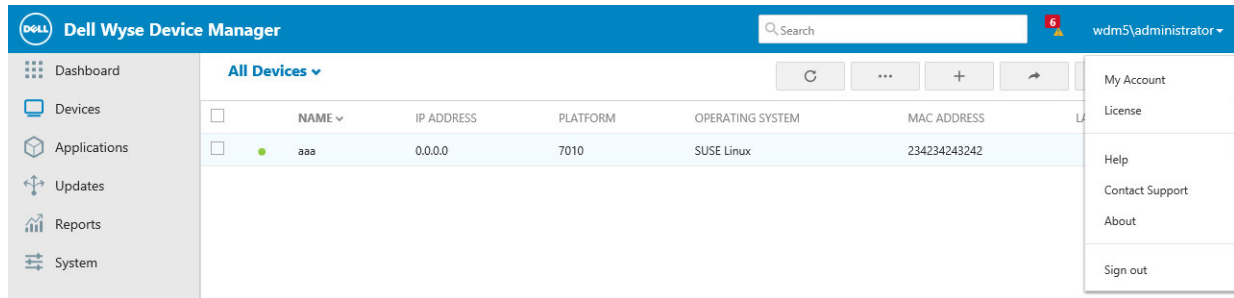 DELL Dell Wyse Device Manager Search 6 wdm5\administrator
Dashboard
Devices
Applications
Updates
Reports
System
All Devices
NAME IP ADDRESS PLATFORM OPERATING SYSTEM MAC ADDRESS LA
aaa 0.0.0.0 7010 SUSE Linux 234234243242
My Account
License
Help
Contact Support
About
Sign out